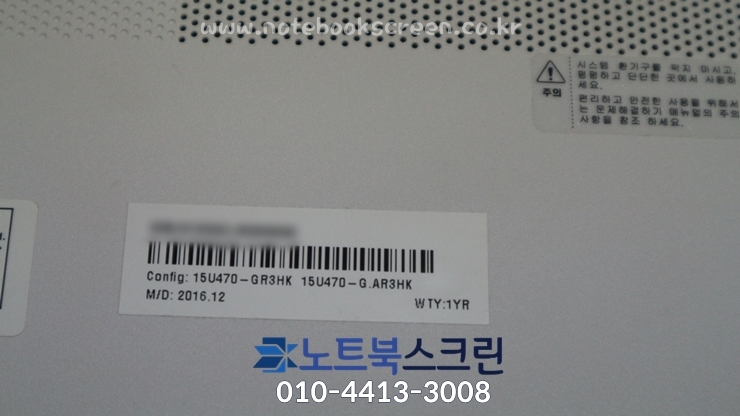 www.notebookscreen.co.kr
시스템 환기구를 막지 마시고,
평평하고 단단한 곳에서 사용하
세요.
주의
편리하고 안전한 사용을 위해서
는 문제해결하기 매뉴얼의 주의
사항을 참조 하세요.
Config: 15U470-GR3HK 15U470-G.AR3HK
M/D: 2016.12
WTY:1YR
노트북스크린
010-4413-3008